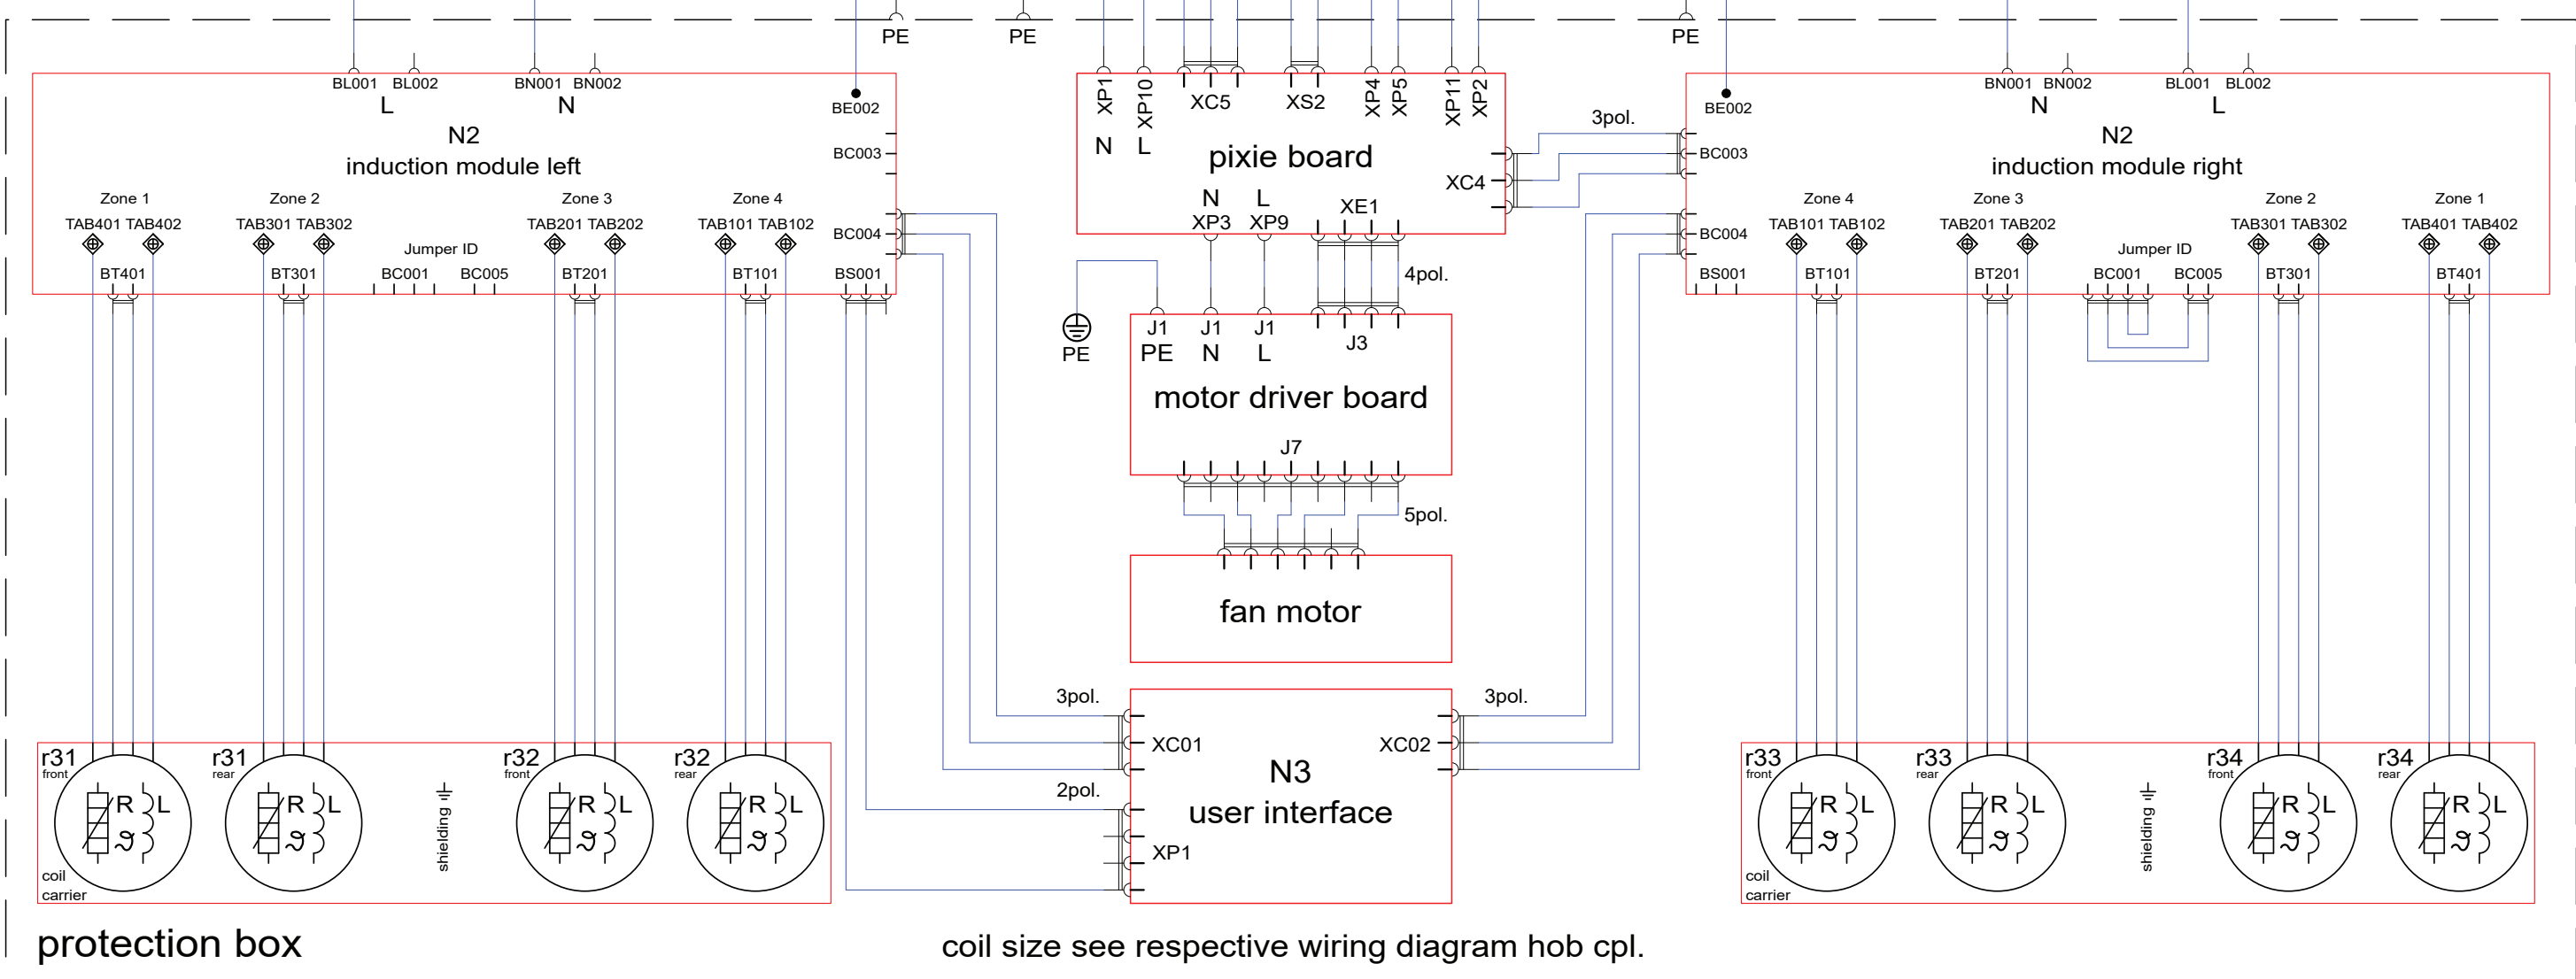 PE PE PE
BL001 BL002 BN001 BN002
L N
BE002
N2
induction module left
BC003
Zone 1 Zone 2 Zone 3 Zone 4
TAB401 TAB402 TAB301 TAB302 TAB201 TAB202 TAB101 TAB102
BC004
Jumper ID
BT401 BT301 BC001 BC005 BT201 BT101 BS001
XP1 XP10 XC5 XS2 XP4 XP5 XP11 XP2
N L
pixie board
XC4
N L
XP3 XP9 XE1
3pol.
4pol.
PE
J1 J1 J1
PE N L
J3
motor driver board
J7
5pol.
fan motor
BN001 BN002 BL001 BL002
N L
BE002
N2
induction module right
BC003
Zone 4 Zone 3 Zone 2 Zone 1
TAB101 TAB102 TAB201 TAB202 TAB301 TAB302 TAB401 TAB402
BC004
Jumper ID
BS001 BT101 BT201 BC001 BC005 BT301 BT401
3pol. 3pol.
XC01 XC02
N3
user interface
2pol.
XP1
r31 r31 r32 r32
front rear front rear
R L R L R L R L
ϑ ϑ ϑ ϑ
shielding
coil
carrier
r33 r33 r34 r34
front rear front rear
R L R L R L R L
ϑ ϑ ϑ ϑ
shielding
coil
carrier
protection box
coil size see respective wiring diagram hob cpl.